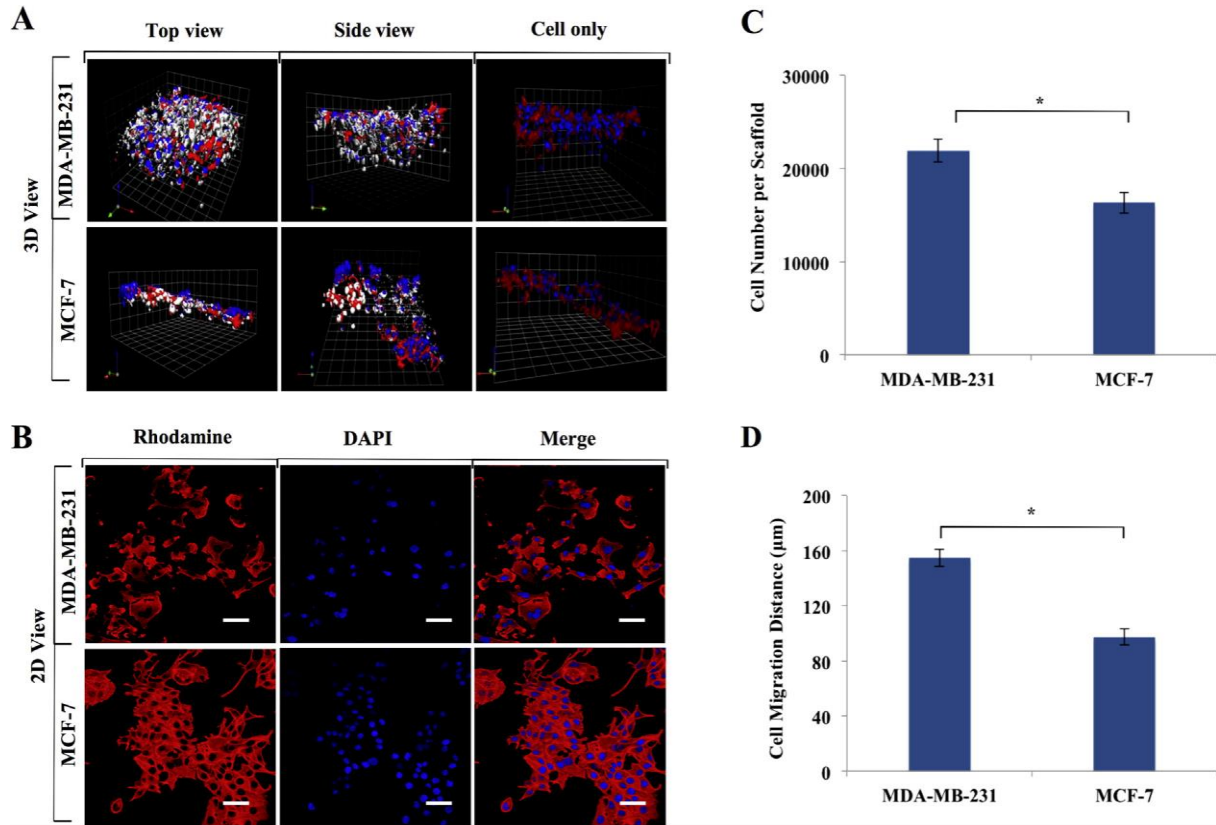 A
Top view
Side view
Cell only
3D View
MDA-MB-231
MCF-7
B
Rhodamine
DAPI
Merge
2D View
MDA-MB-231
MCF-7
C
Cell Number per Scaffold
30000
20000
10000
0
*
MDA-MB-231
MCF-7
D
Cell Migration Distance (µm)
200
160
120
80
40
0
*
MDA-MB-231
MCF-7